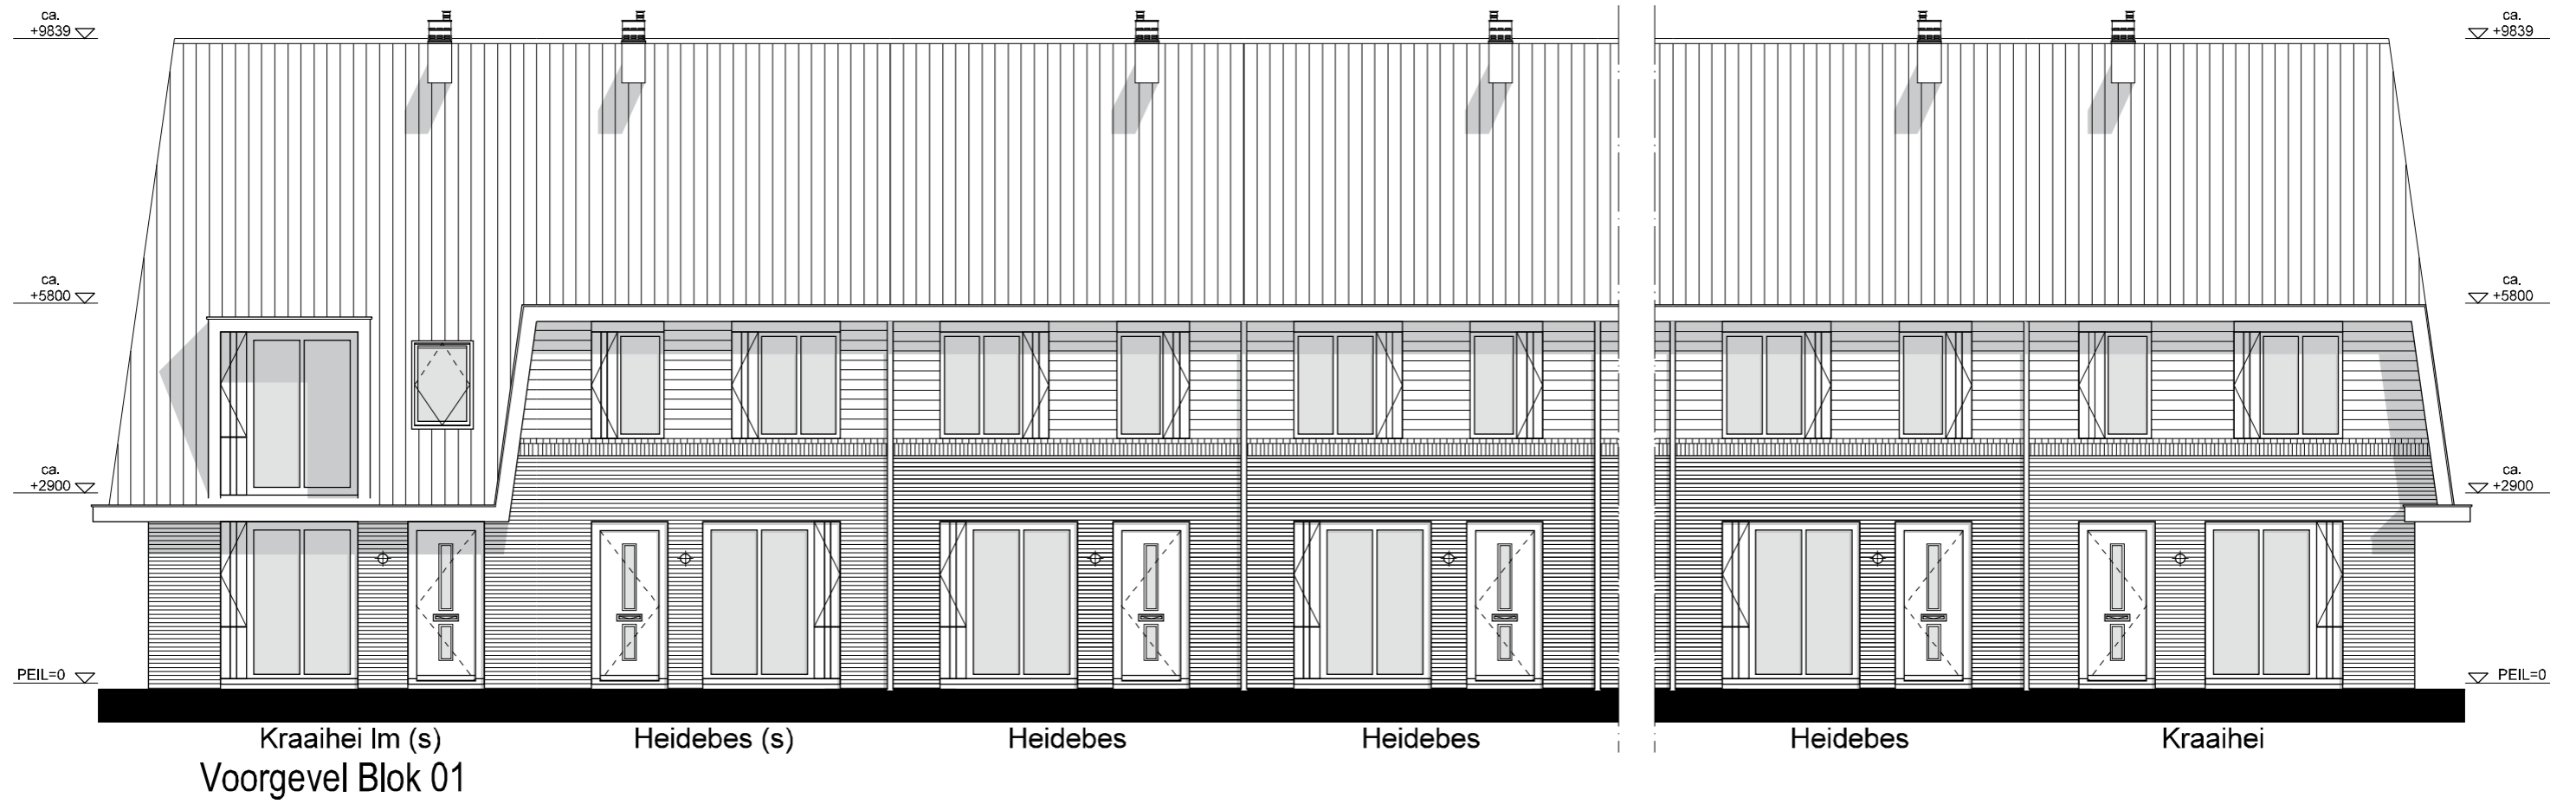 ca.
+9839
ca.
+9839
ca.
+5800
ca.
+5800
ca.
+2900
ca.
+2900
PEIL=0
PEIL=0
Kraaihei lm (s)
Heidebes (s)
Heidebes
Heidebes
Heidebes
Kraaihei
Voorgevel Blok 01